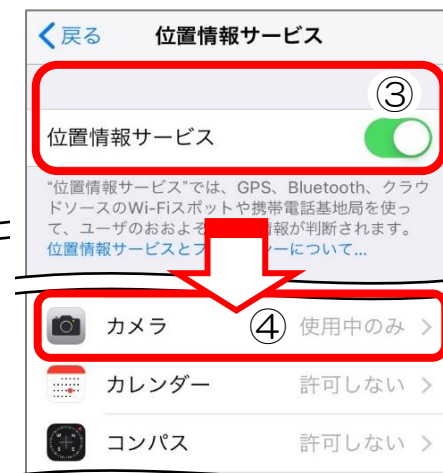 戻る 位置情報サービス
③
位置情報サービス
“位置情報サービス”では、GPS、Bluetooth、クラウ
ドソースのWi-Fiスポットや携帯電話基地局を使っ
て、ユーザのおおよそ 情報が判断されます。
位置情報サービスとプ シーについて...
カメラ ④ 使用中のみ
カレンダー 許可しない
コンパス 許可しない